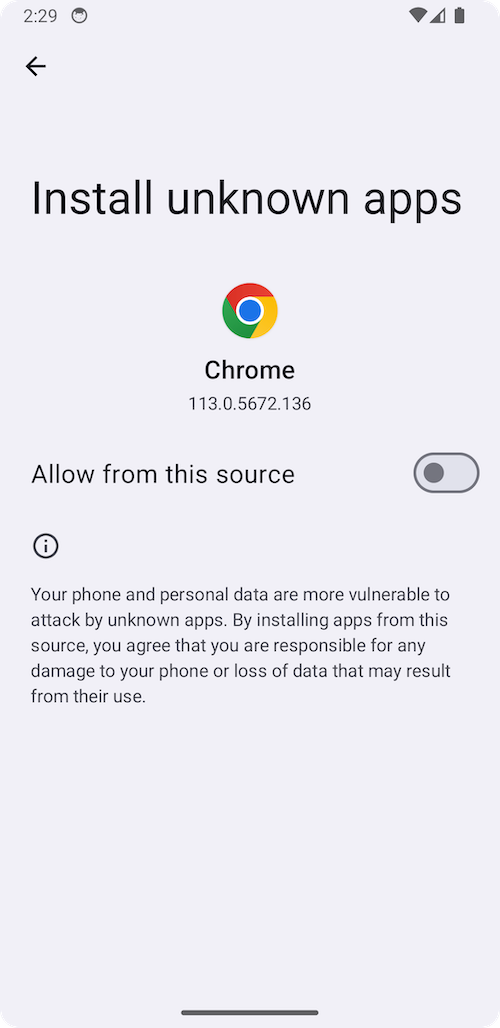 2:29
Install unknown apps
Chrome
113.0.5672.136
Allow from this source
Your phone and personal data are more vulnerable to
attack by unknown apps. By installing apps from this
source, you agree that you are responsible for any
damage to your phone or loss of data that may result
from their use.